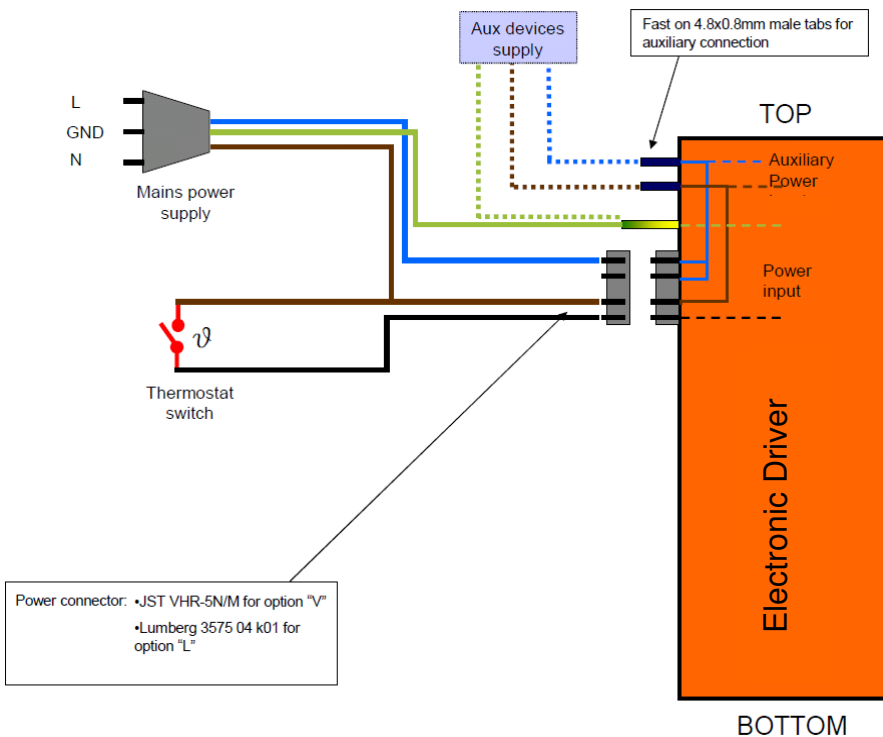 Aux devices
supply
Fast on 4.8x0.8mm male tabs for
auxiliary connection
L
GND
N
Mains power
supply
TOP
Auxiliary
Power
Power
input
ϑ
Thermostat
switch
Electronic Driver
Power connector: •JST VHR-5N/M for option “V”
•Lumberg 3575 04 k01 for
option “L”
BOTTOM